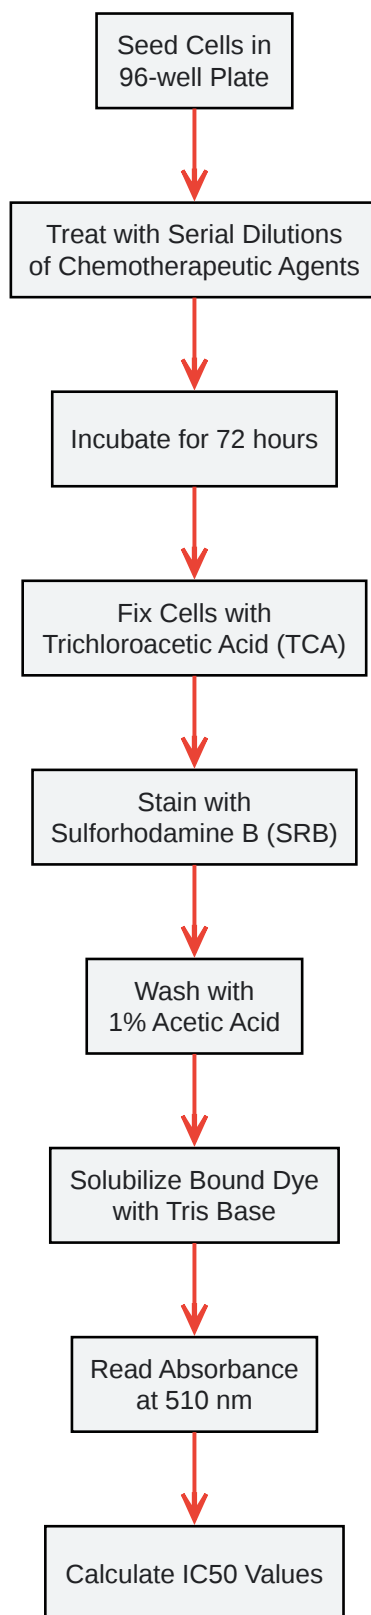 Seed Cells in
96-well Plate
Treat with Serial Dilutions
of Chemotherapeutic Agents
Incubate for 72 hours
Fix Cells with
Trichloroacetic Acid (TCA)
Stain with
Sulforhodamine B (SRB)
Wash with
1% Acetic Acid
Solubilize Bound Dye
with Tris Base
Read Absorbance
at 510 nm
Calculate IC50 Values